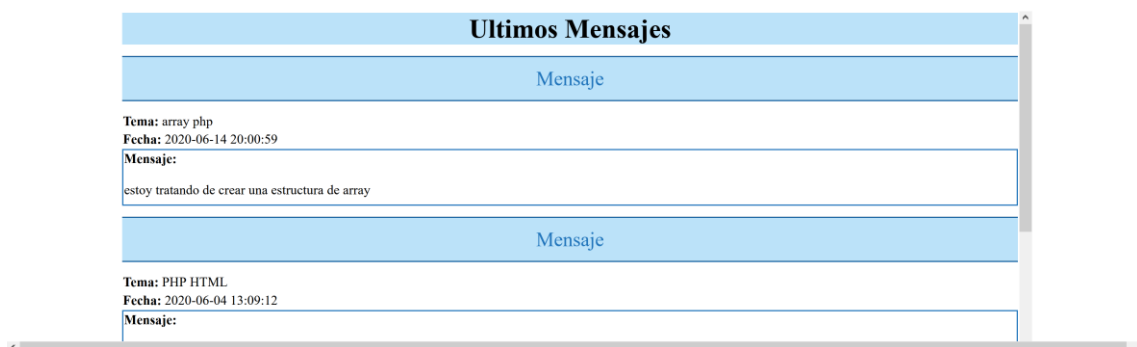 Ultimos Mensajes
Mensaje
Tema: array php
Fecha: 2020-06-14 20:00:59
Mensaje:
estoy tratando de crear una estructura de array
Mensaje
Tema: PHP HTML
Fecha: 2020-06-04 13:09:12
Mensaje: